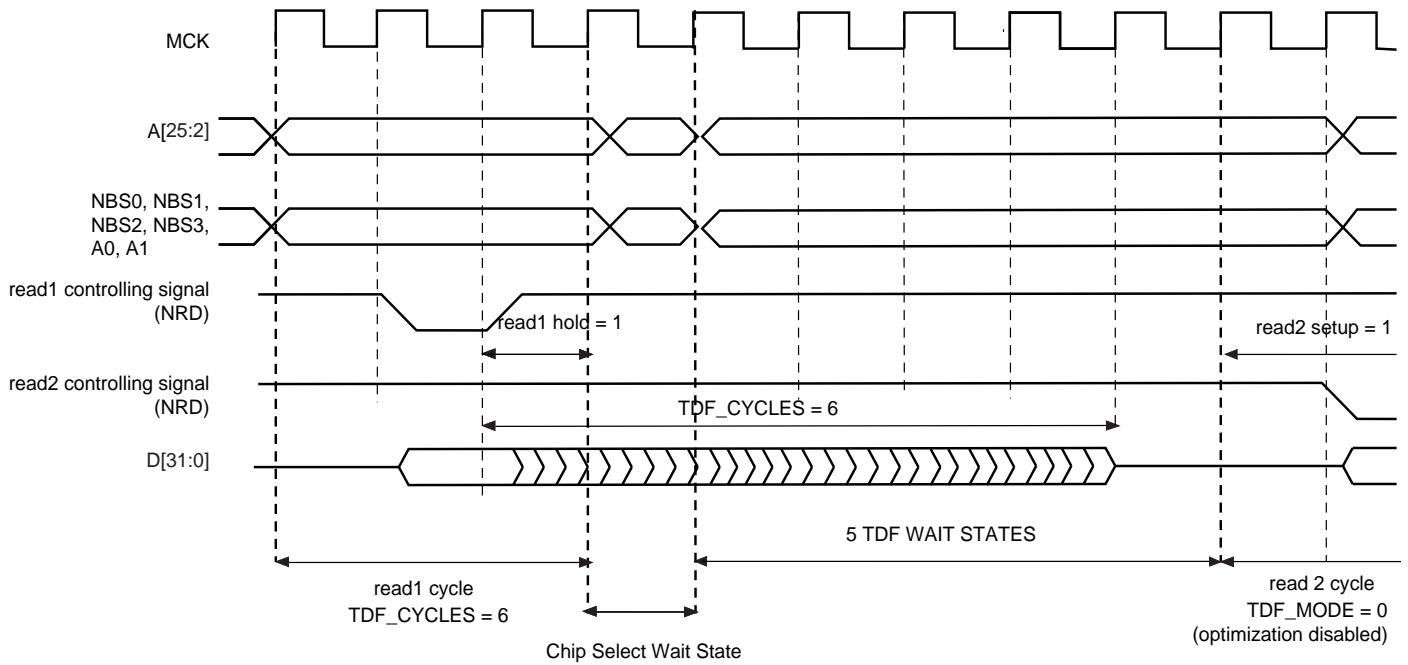 MCK
A[25:2]
NBS0, NBS1,
NBS2, NBS3,
A0, A1
read1 controlling signal
(NRD)
read1 hold = 1
read2 setup = 1
read2 controlling signal
(NRD)
TDF_CYCLES = 6
D[31:0]
5 TDF WAIT STATES
read1 cycle
TDF_CYCLES = 6
Chip Select Wait State
read 2 cycle
TDF_MODE = 0
(optimization disabled)